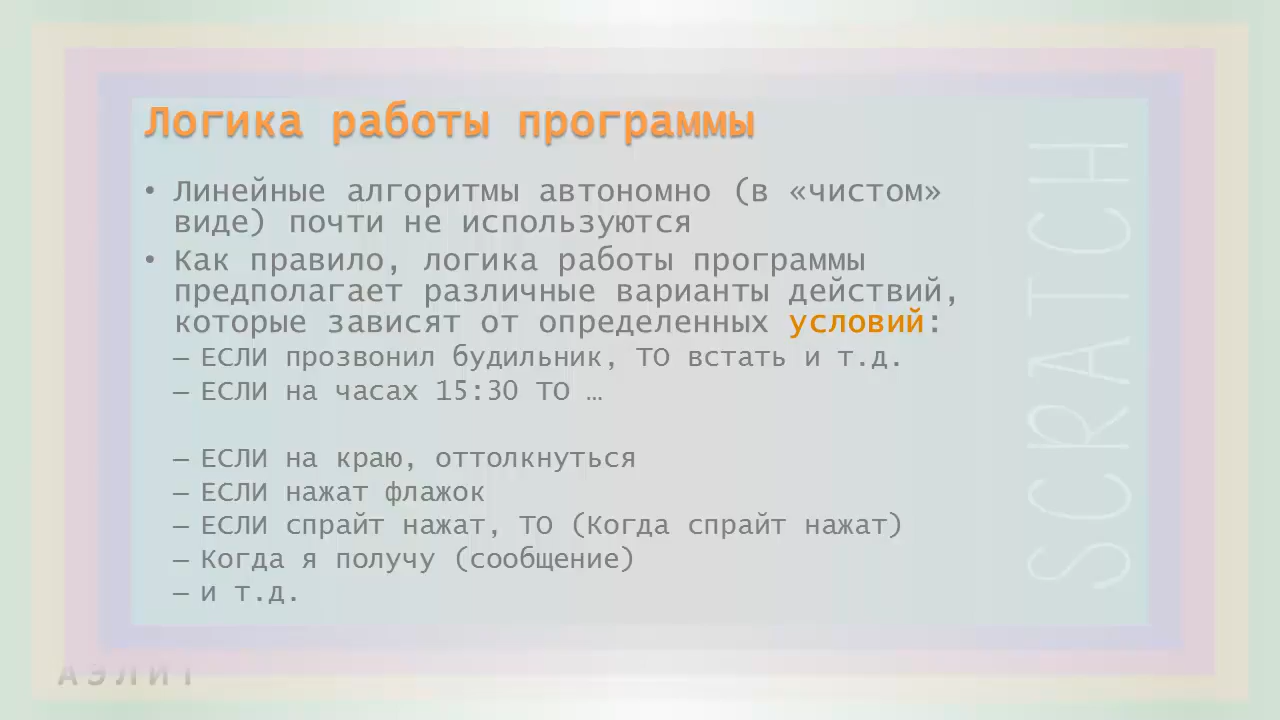 Логика работы программы
• Линейные алгоритмы автономно (в «чистом»
виде) почти не используются
• Как правило, логика работы программы
предполагает различные варианты действий,
которые зависят от определенных условий:
– ЕСЛИ прозвонил будильник, ТО встать и т.д.
– ЕСЛИ на часах 15:30 ТО …
– ЕСЛИ на краю, оттолкнуться
– ЕСЛИ нажат флажок
– ЕСЛИ спрайт нажат, ТО (Когда спрайт нажат)
– Когда я получу (сообщение)
– и т.д.
SCRATCH